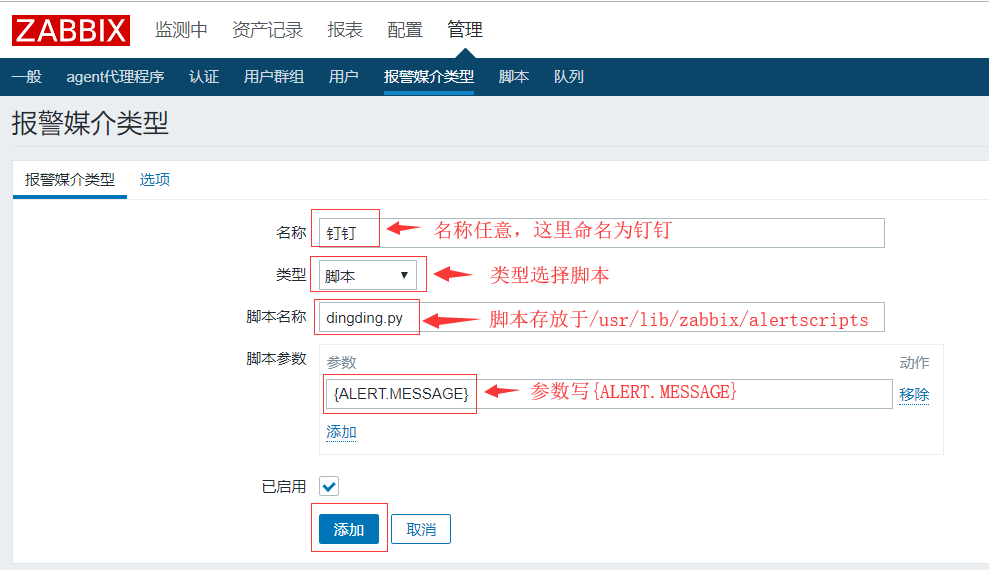 ZABBIX 监测中 资产记录 报表 配置 管理
一般 agent代理程序 认证 用户群组 用户 报警媒介类型 脚本 队列
报警媒介类型
报警媒介类型 选项
名称 钉钉 名称任意，这里命名为钉钉
类型 脚本 类型选择脚本
脚本名称 dingding.py 脚本存放于/usr/lib/zabbix/alertscripts
脚本参数 参数 动作
{ALERT.MESSAGE} 参数写{ALERT.MESSAGE} 移除
添加
已启用
添加 取消